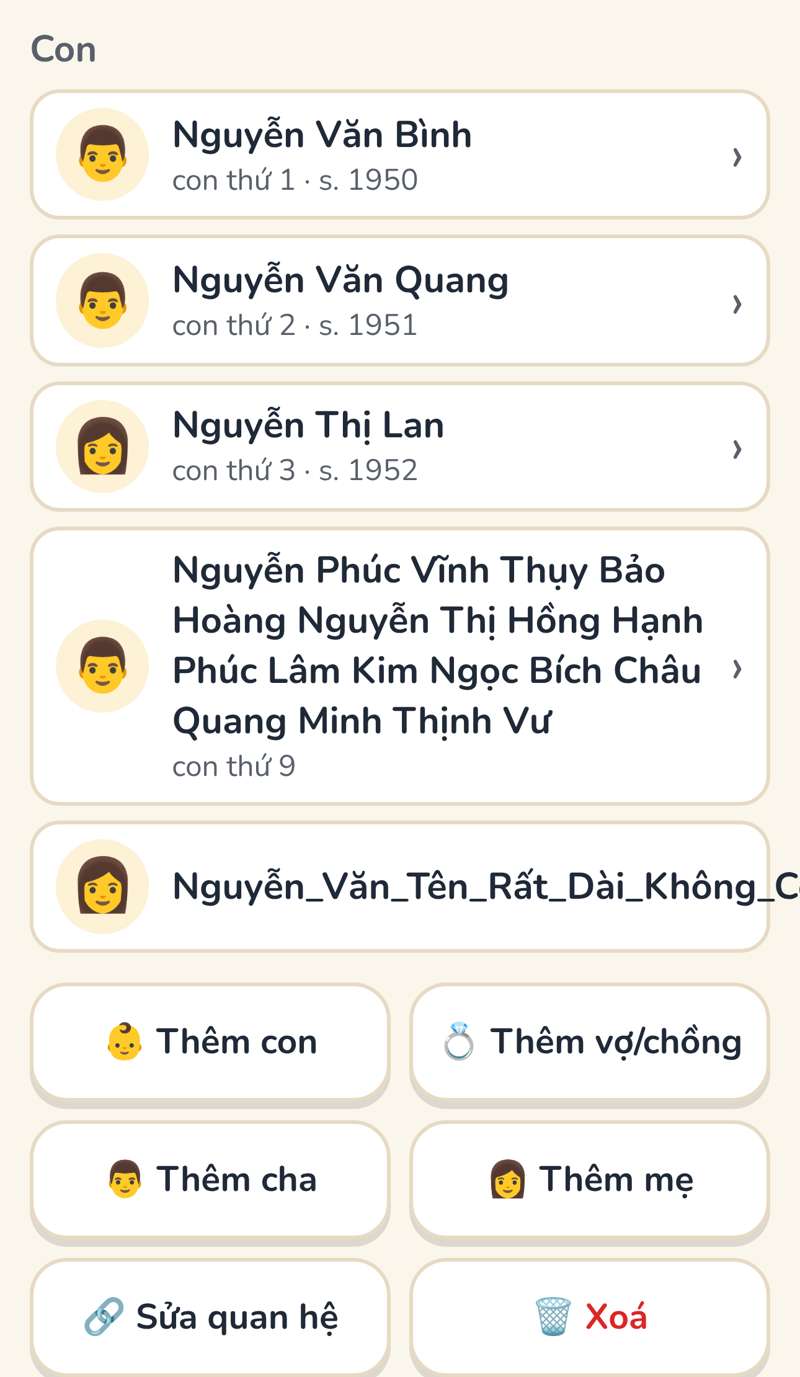 Con
Nguyễn Văn Bình
con thứ 1 · s. 1950
Nguyễn Văn Quang
con thứ 2 · s. 1951
Nguyễn Thị Lan
con thứ 3 · s. 1952
Nguyễn Phúc Vĩnh Thụy Bảo
Hoàng Nguyễn Thị Hồng Hạnh
Phúc Lâm Kim Ngọc Bích Châu
Quang Minh Thịnh Vư
con thứ 9
Nguyễn_Văn_Tên_Rất_Dài_Không_C
Thêm con
Thêm vợ/chồng
Thêm cha
Thêm mẹ
Sửa quan hệ
Xoá